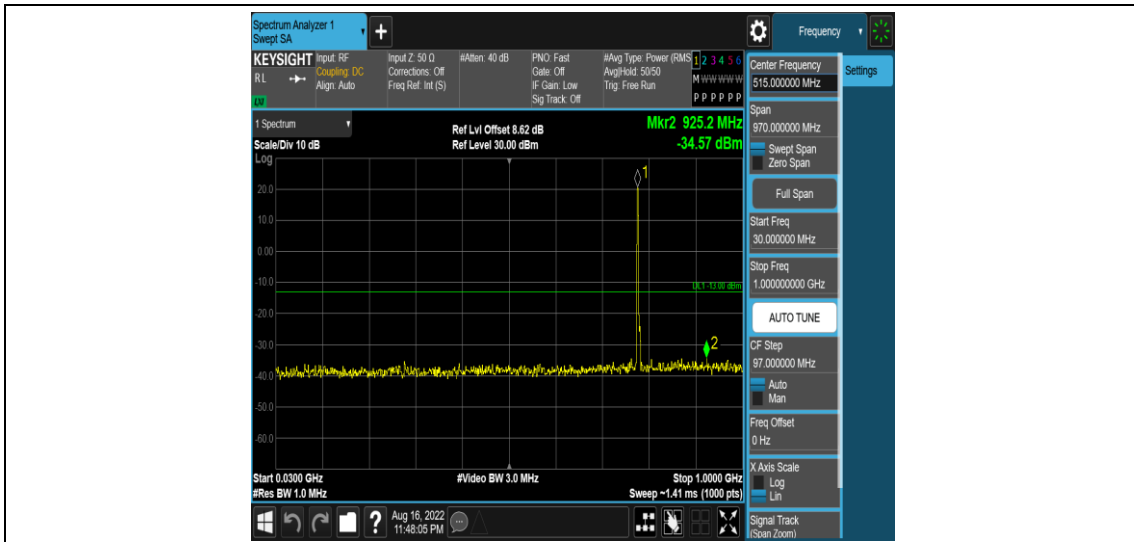 Spectrum Analyzer 1
Swept SA
+
Frequency
KEYSIGHT
RL
LM
Input: RF
Coupling: DC
Align: Auto
Input Z: 50 Ω
Corrections: Off
Freq Ref: Int (S)
#Atten: 40 dB
PNO: Fast
Gate: Off
IF Gain: Low
Sig Track: Off
#Avg Type: Power (RMS
Avg|Hold: 50/50
Trig: Free Run
1 2 3 4 5 6
M W W W W W
P P P P P P
1 Spectrum
Scale/Div 10 dB
Ref Lvl Offset 8.62 dB
Ref Level 30.00 dBm
Mkr2 925.2 MHz
-34.57 dBm
Log
1
20.0
10.0
0.00
-10.0
DL1 -13.00 dBm
-20.0
-30.0
2
-40.0
-50.0
-60.0
Start 0.0300 GHz
#Res BW 1.0 MHz
#Video BW 3.0 MHz
Stop 1.0000 GHz
Sweep ~1.41 ms (1000 pts)
?
Aug 16, 2022
11:48:05 PM
Center Frequency
515.000000 MHz
Settings
Span
970.000000 MHz
Swept Span
Zero Span
Full Span
Start Freq
30.000000 MHz
Stop Freq
1.000000000 GHz
AUTO TUNE
CF Step
97.000000 MHz
Auto
Man
Freq Offset
0 Hz
X Axis Scale
Log
Lin
Signal Track
(Span Zoom)